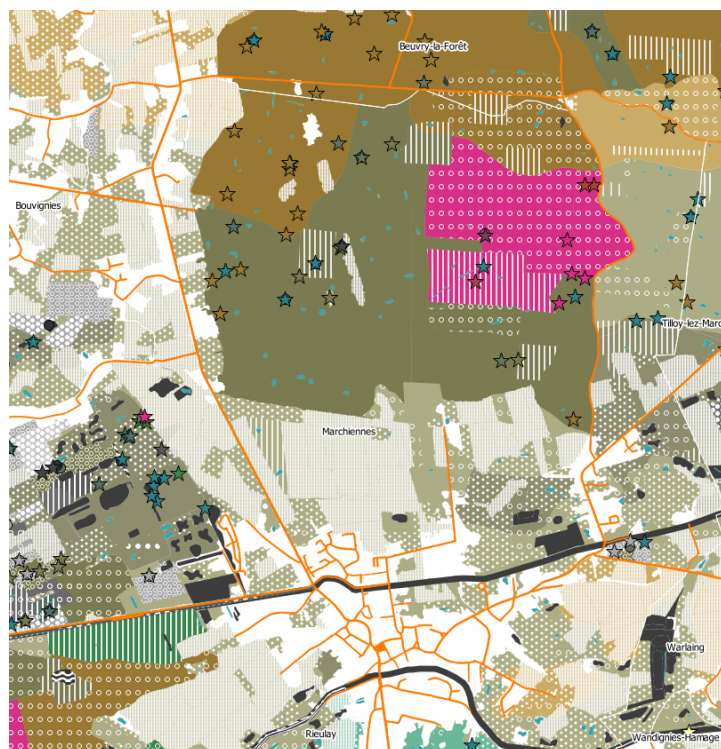 Beuvry-la-Forêt
Bouvignies
Tilloy-lez-Marc
Marchiennes
Warlaing
Rieulay
Wandignies-Hamage